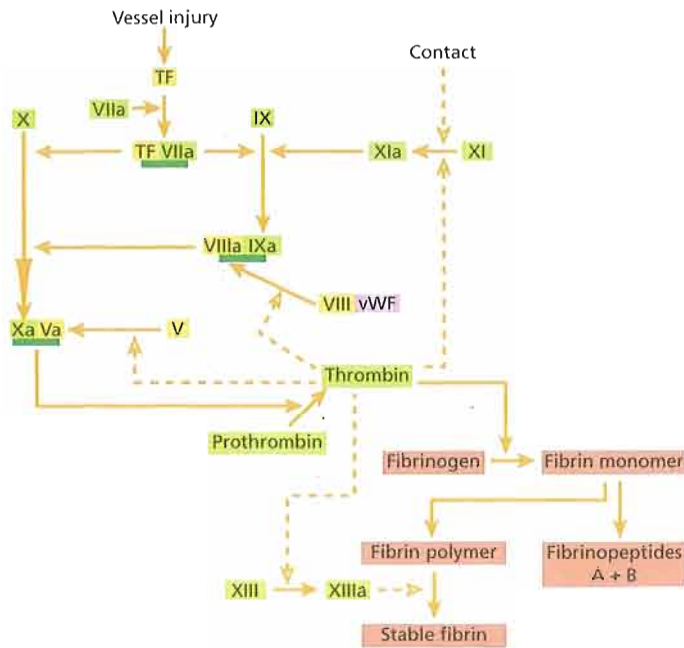 Vessel injury
Contact
TF
VIIa
X
IX
TF VIIa
XIa
XI
VIIIa IXa
VIII vWF
Xa Va
V
Thrombin
Prothrombin
Fibrinogen
Fibrin monomer
Fibrin polymer
Fibrinopeptides
A + B
XIII
XIIIa
Stable fibrin